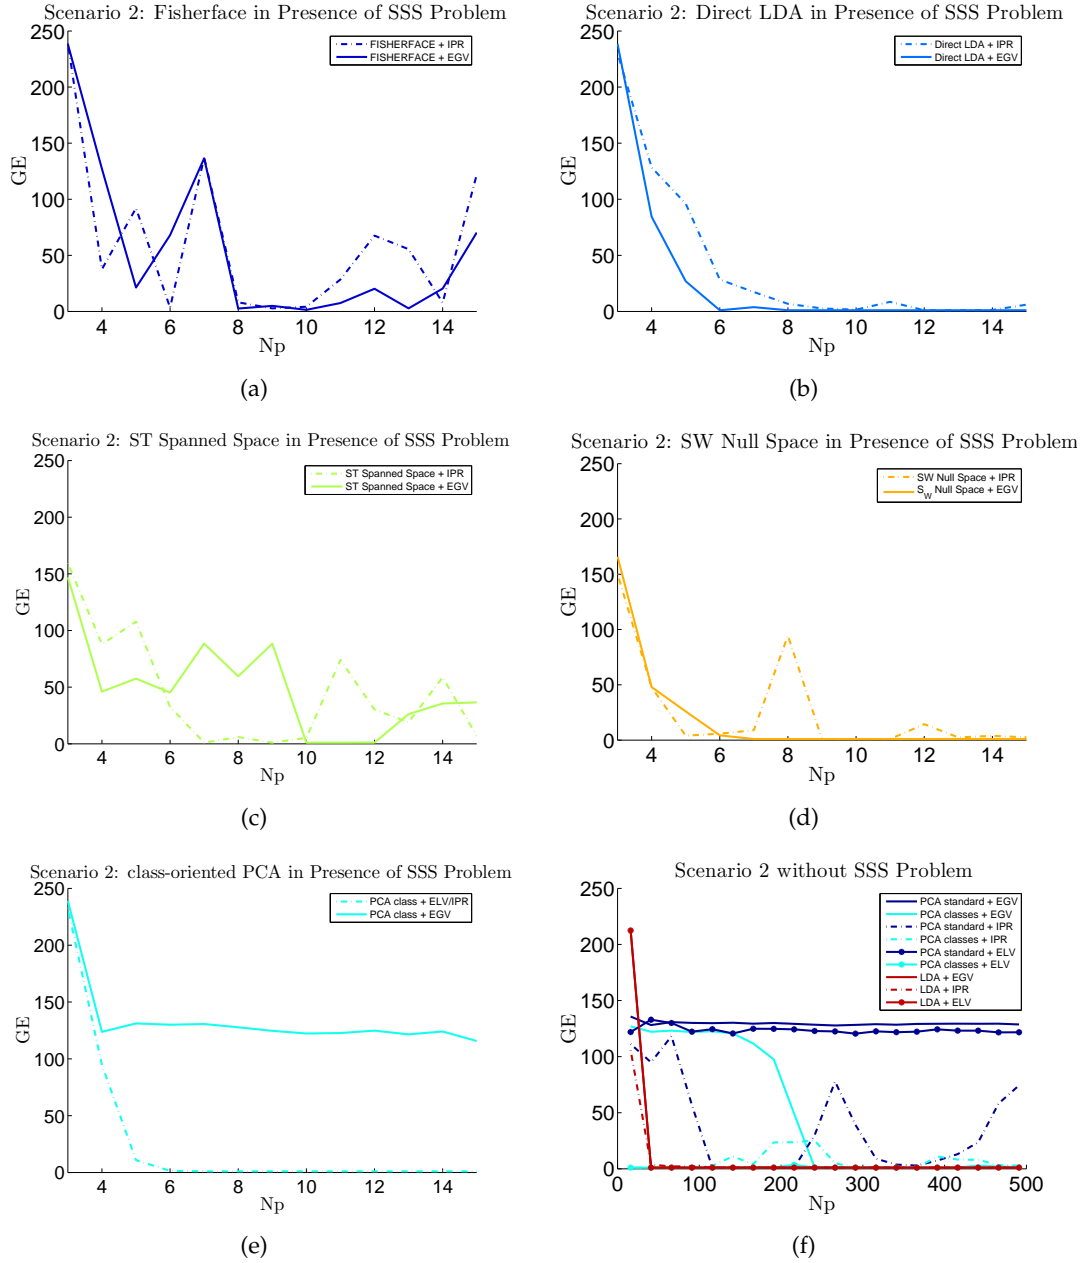 Scenario 2: Fisherface in Presence of SSS Problem
250
200
150
100
50
0
GE
4 6 8 10 12 14
Np
FISHERFACE + IPR
FISHERFACE + EGV
(a)
Scenario 2: Direct LDA in Presence of SSS Problem
250
200
150
100
50
0
GE
4 6 8 10 12 14
Np
Direct LDA + IPR
Direct LDA + EGV
(b)
Scenario 2: ST Spanned Space in Presence of SSS Problem
250
200
150
100
50
0
GE
4 6 8 10 12 14
Np
ST Spanned Space + IPR
ST Spanned Space + EGV
(c)
Scenario 2: SW Null Space in Presence of SSS Problem
250
200
150
100
50
0
GE
4 6 8 10 12 14
Np
SW Null Space + IPR
S_W Null Space + EGV
(d)
Scenario 2: class-oriented PCA in Presence of SSS Problem
250
200
150
100
50
0
GE
4 6 8 10 12 14
Np
PCA class + ELV/IPR
PCA class + EGV
(e)
Scenario 2 without SSS Problem
250
200
150
100
50
0
GE
0 100 200 300 400 500
Np
PCA standard + EGV
PCA classes + EGV
PCA standard + IPR
PCA classes + IPR
PCA standard + ELV
PCA classes + ELV
LDA + EGV
LDA + IPR
LDA + ELV
(f)